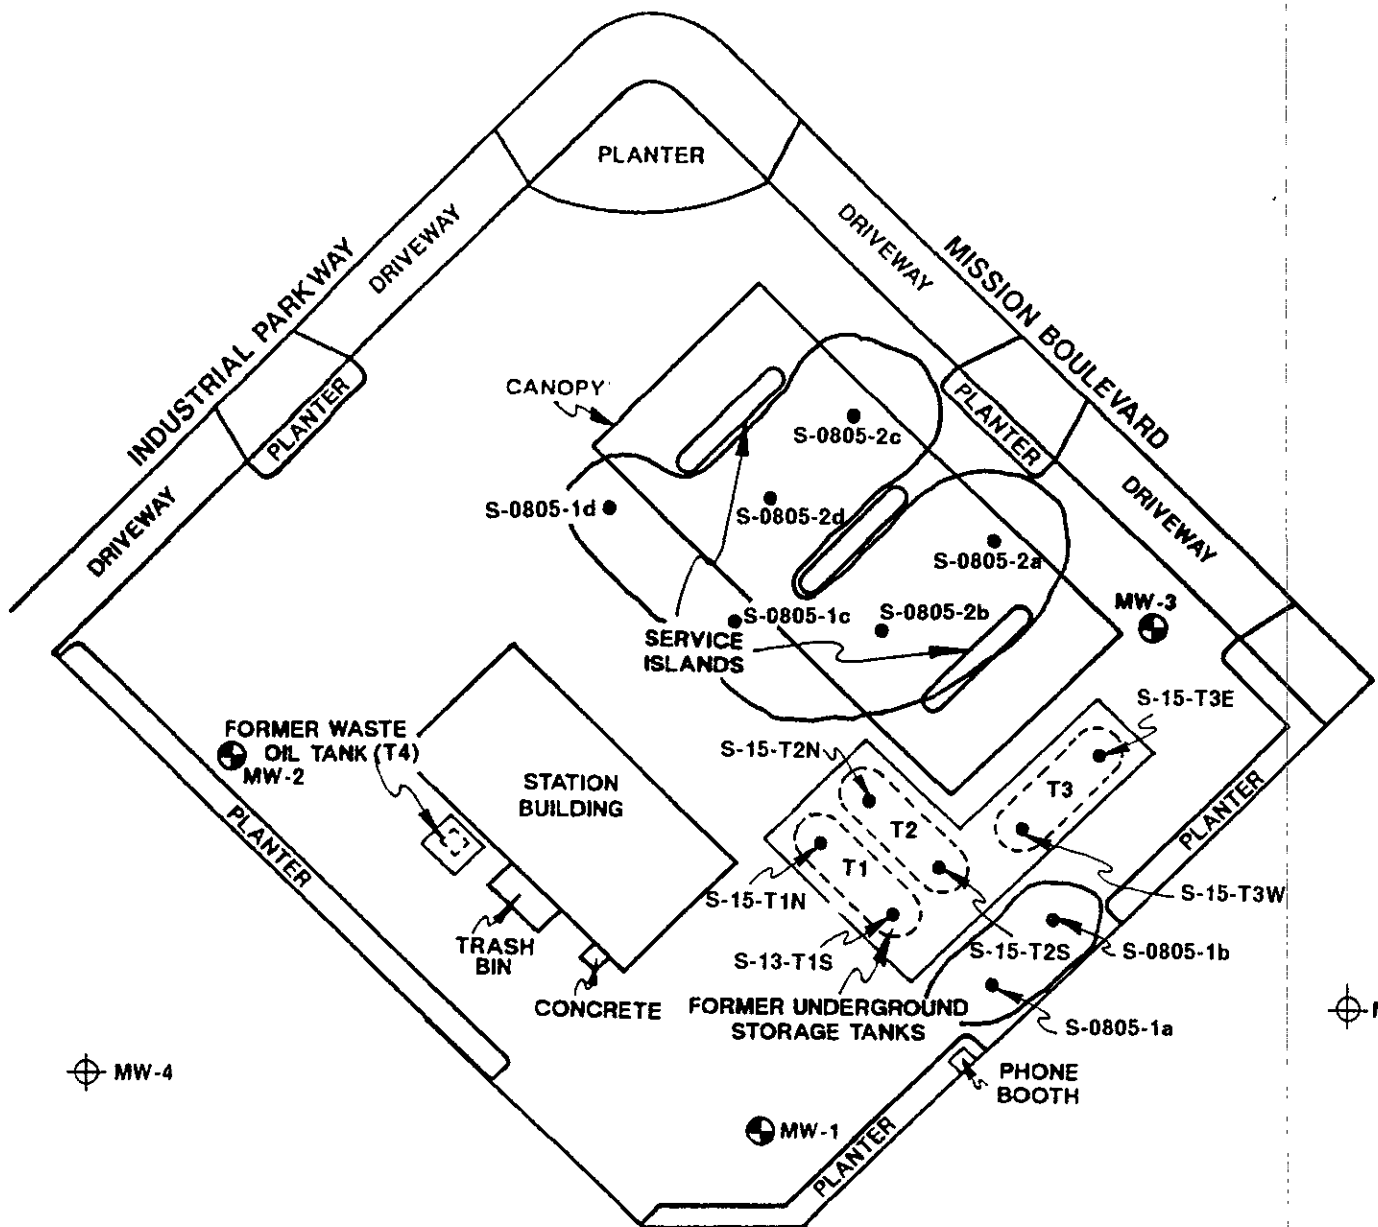 PLANTER
DRIVEWAY
DRIVEWAY
INDUSTRIAL PARKWAY
MISSION BOULEVARD
CANOPY
PLANTER
PLANTER
S-0805-2c
DRIVEWAY
DRIVEWAY
S-0805-1d
S-0805-2d
S-0805-2a
S-0805-1c
S-0805-2b
MW-3
SERVICE
ISLANDS
S-15-T3E
FORMER WASTE
OIL TANK (T4)
MW-2
S-15-T2N
STATION
BUILDING
T3
T2
T1
PLANTER
PLANTER
S-15-T1N
S-15-T3W
TRASH
BIN
S-13-T1S
S-15-T2S
S-0805-1b
CONCRETE
FORMER UNDERGROUND
STORAGE TANKS
S-0805-1a
MW-4
PHONE
BOOTH
MW-1
PLANTER